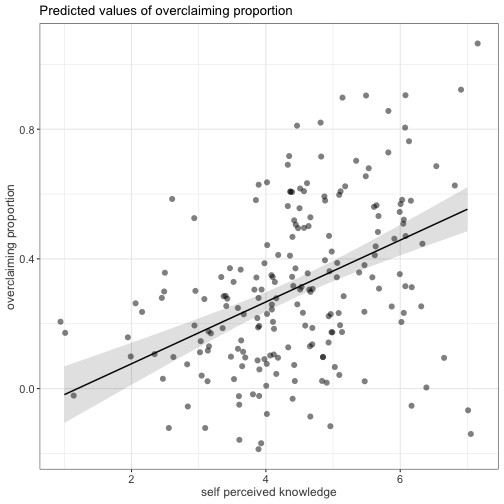 Predicted values of overclaiming proportion
overclaiming proportion
0.8
0.4
0.0
2
4
6
self perceived knowledge